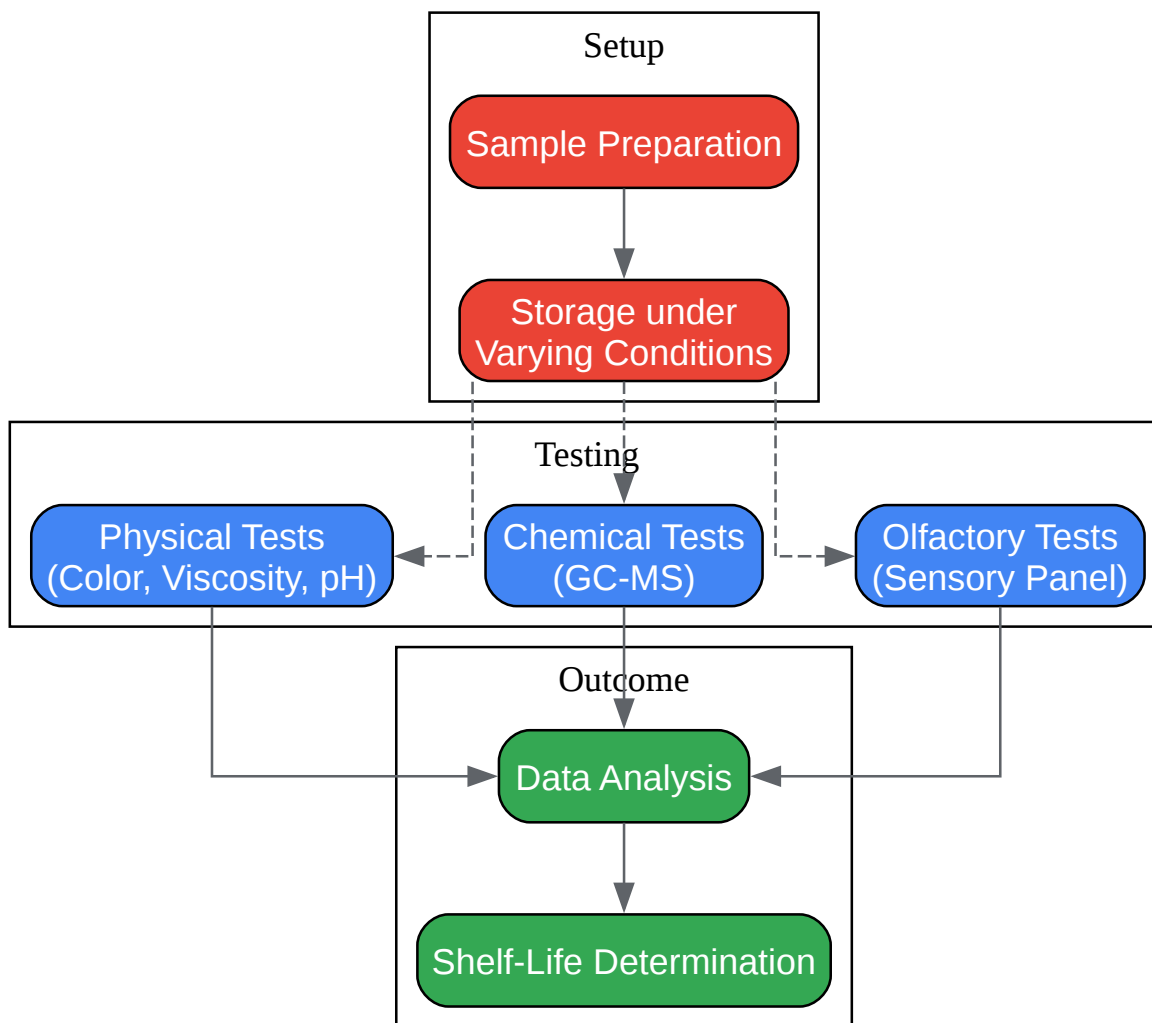 Setup
Sample Preparation
Storage under
Varying Conditions
Testing
Physical Tests
(Color, Viscosity, pH)
Chemical Tests
(GC-MS)
Olfactory Tests
(Sensory Panel)
Outcome
Data Analysis
Shelf-Life Determination